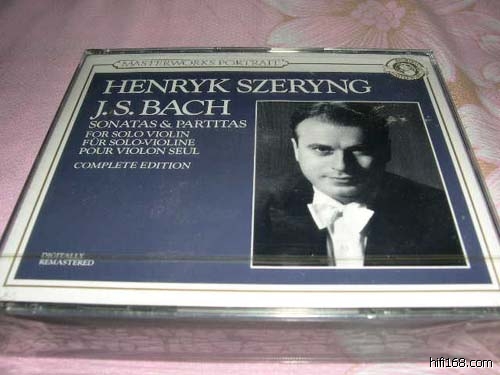 MASTERWORKS PORTRAIT
HENRYK SZERYNG
J. S. BACH
SONATAS & PARTITAS
FOR SOLO VIOLIN
FÜR SOLO-VIOLINE
POUR VIOLON SEUL
COMPLETE EDITION
DIGITALLY
REMASTERED
hifi168.com